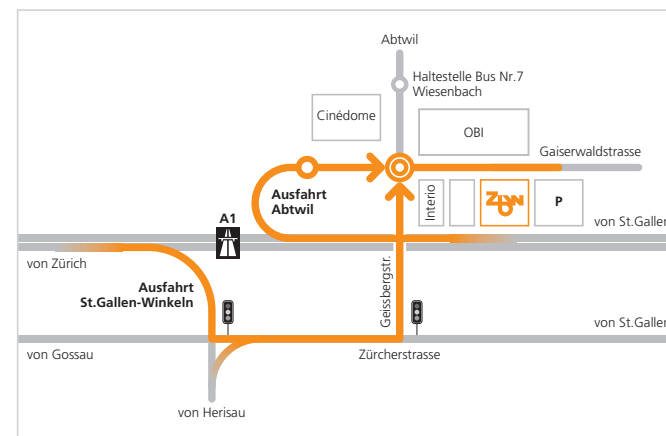 Abtwil
Haltestelle Bus Nr.7
Wiesenbach
Cinédome
OBI
Gaiserwaldstrasse
Ausfahrt
Abtwil
Interio
ZiLYN
P
A1
von St.Gallen
von Zürich
Ausfahrt
St.Gallen-Winkeln
Geissbergstr.
von St.Gallen
von Gossau
Zürcherstrasse
von Herisau